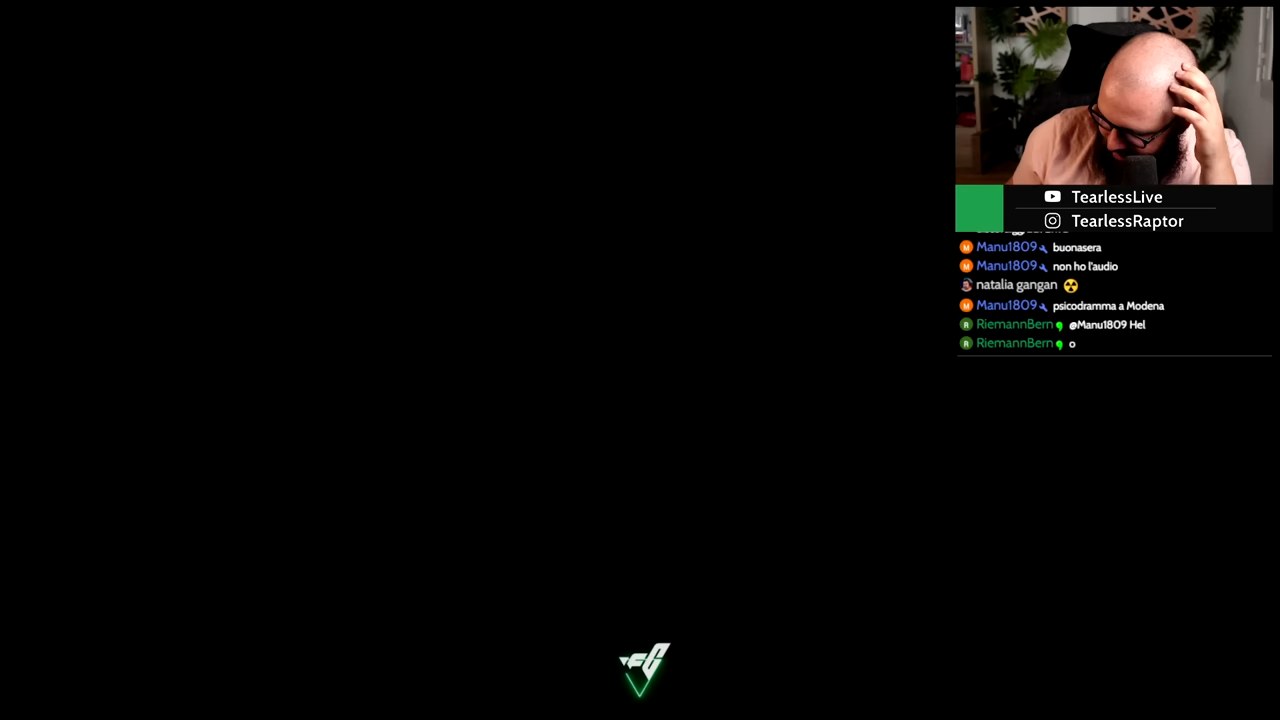 TearlessLive
TearlessRaptor
Manu1809 buonasera
Manu1809 non ho l'audio
natalia gangan ☢️
Manu1809 psicodramma a Modena
RiemannBern @Manu1809 Hel
RiemannBern o